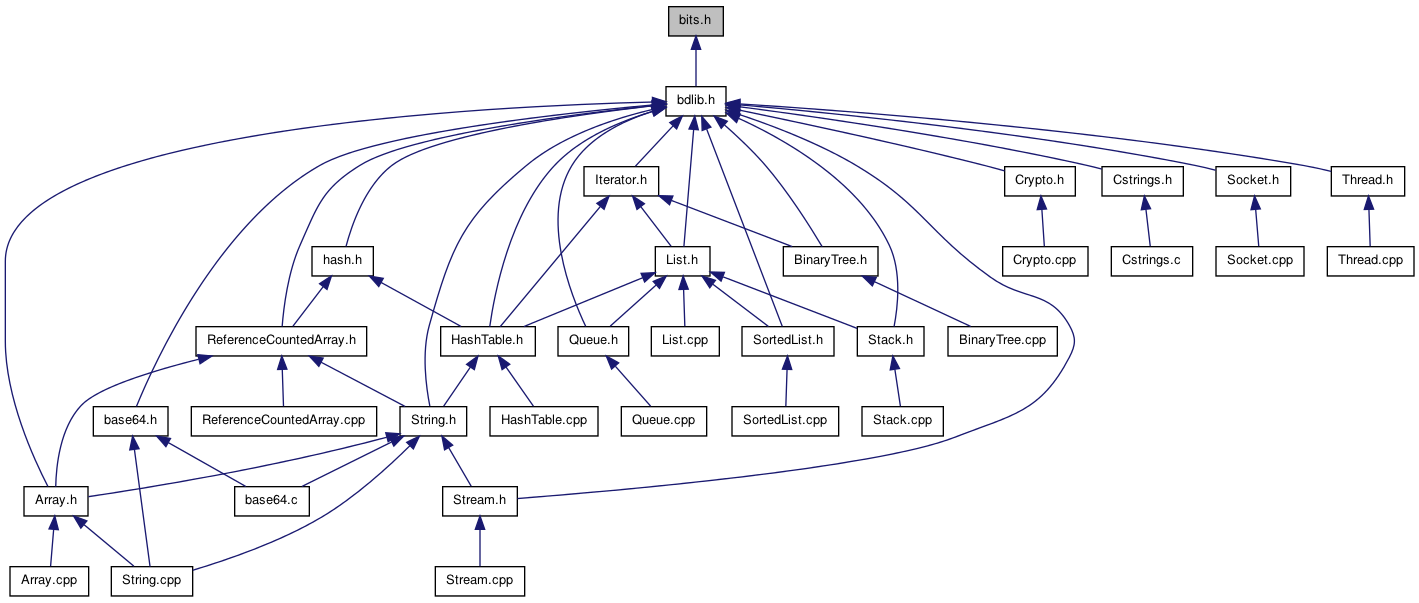 bits.h
bdlib.h
Iterator.h
Crypto.h
Cstrings.h
Socket.h
Thread.h
hash.h
List.h
BinaryTree.h
Crypto.cpp
Cstrings.c
Socket.cpp
Thread.cpp
ReferenceCountedArray.h
HashTable.h
Queue.h
List.cpp
SortedList.h
Stack.h
BinaryTree.cpp
base64.h
ReferenceCountedArray.cpp
String.h
HashTable.cpp
Queue.cpp
SortedList.cpp
Stack.cpp
Array.h
base64.c
Stream.h
Array.cpp
String.cpp
Stream.cpp